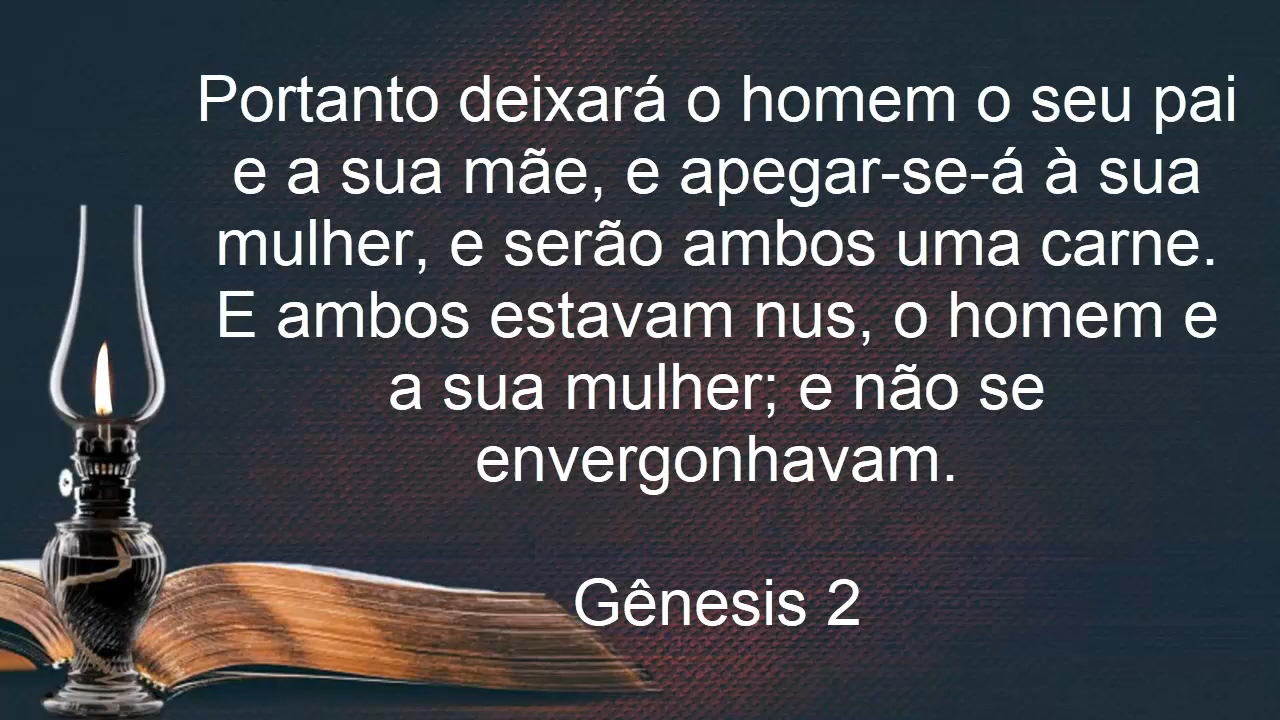 Portanto deixará o homem o seu pai
e a sua mãe, e apegar-se-á à sua
mulher, e serão ambos uma carne.
E ambos estavam nus, o homem e
a sua mulher; e não se
envergonhavam.
Gênesis 2